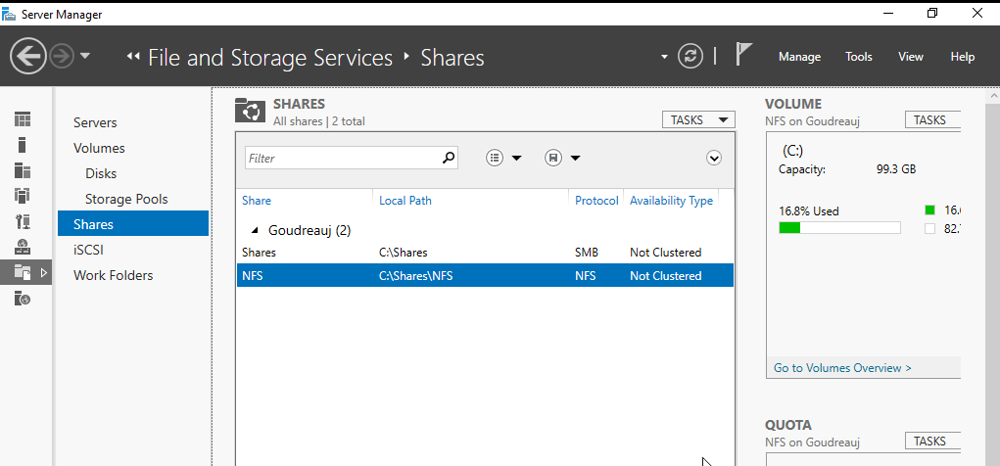 Server Manager
File and Storage Services Shares
Manage Tools View Help
Servers
Volumes
Disks
Storage Pools
Shares
iSCSI
Work Folders
SHARES
All shares | 2 total
TASKS
Filter
Share Local Path Protocol Availability Type
Goudreauj (2)
Shares C:\Shares SMB Not Clustered
NFS C:\Shares\NFS NFS Not Clustered
VOLUME
NFS on Goudreauj
TASKS
(C:)
Capacity: 99.3 GB
16.8% Used
Go to Volumes Overview >
QUOTA
NFS on Goudreauj
TASKS